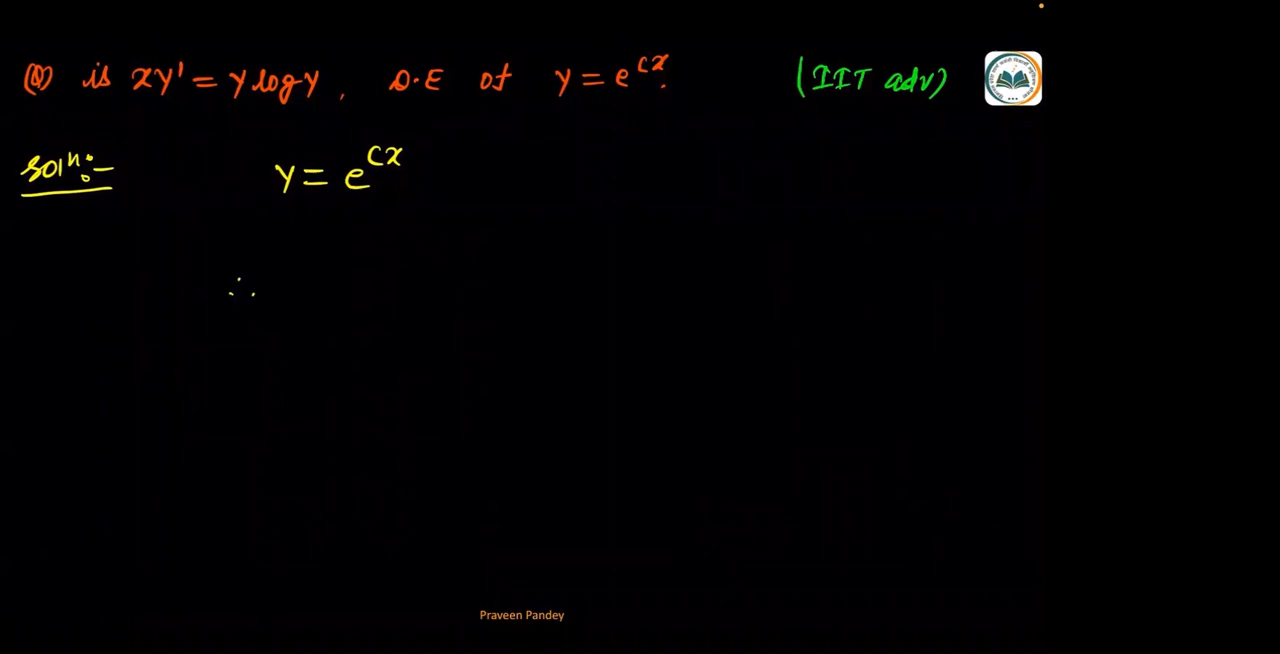 (Q) is xy' = y log y, D.E of y = e^{cx}? (IIT adv)
Soln:- y = e^{cx}
∴
Praveen Pandey